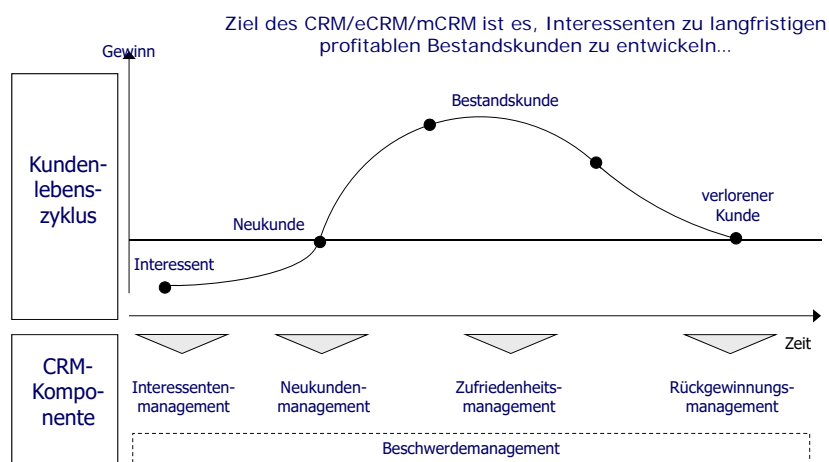 Ziel des CRM/eCRM/mCRM ist es, Interessenten zu langfristigen
profitablen Bestandskunden zu entwickeln...
Gewinn
Bestandskunde
Kunden-
lebens-
zyklus
verlorener
Kunde
Neukunde
Interessent
Zeit
CRM-
Kompo-
nente
Interessenten-
management
Neukunden-
management
Zufriedenheits-
management
Rückgewinnungs-
management
Beschwerdemanagement